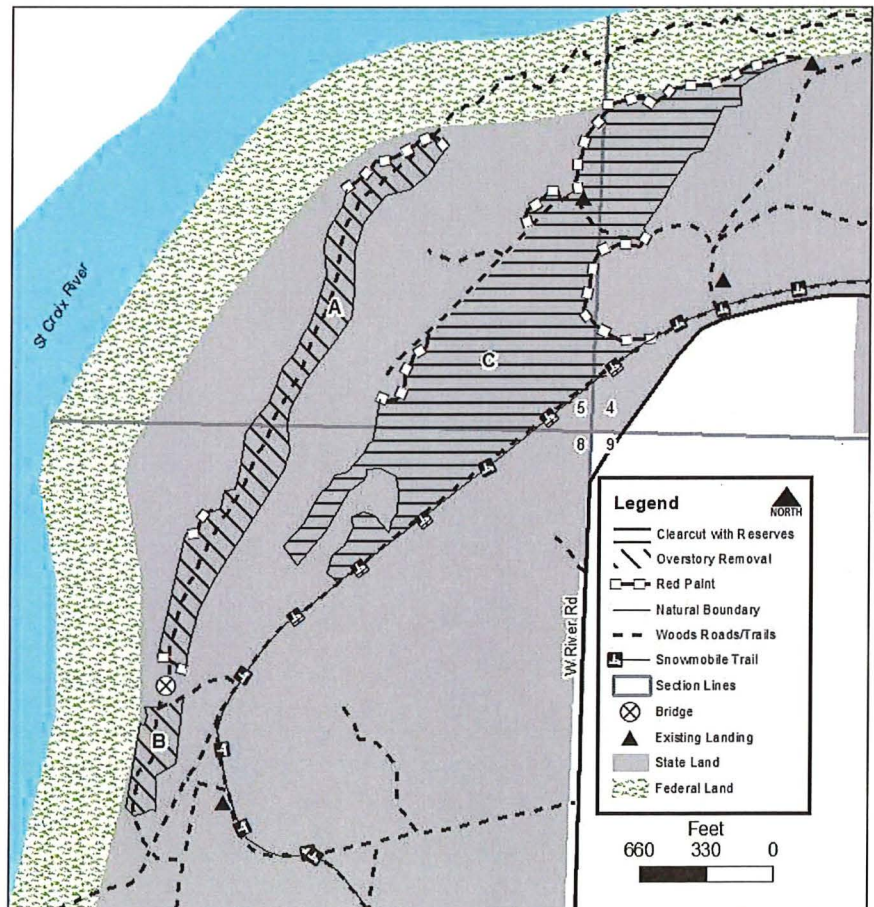 St Croix River
A
C
5 4
8 9
B
W River Rd
Legend
NORTH
Clearcut with Reserves
Overstory Removal
Red Paint
Natural Boundary
Woods Roads/Trails
Snowmobile Trail
Section Lines
Bridge
Existing Landing
State Land
Federal Land
Feet
660 330 0